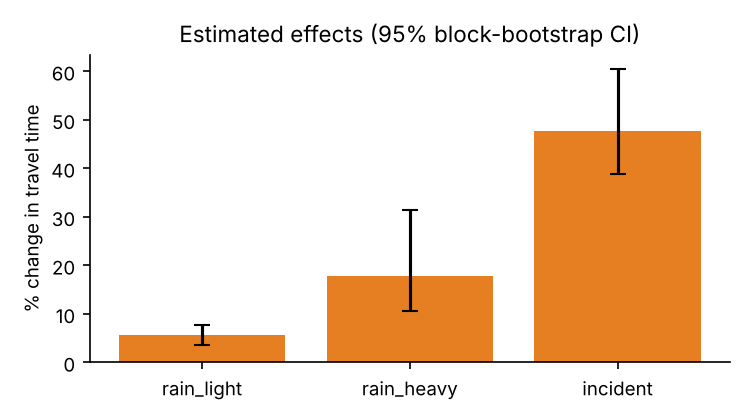 Estimated effects (95% block-bootstrap CI)
% change in travel time
60
50
40
30
20
10
0
rain_light
rain_heavy
incident